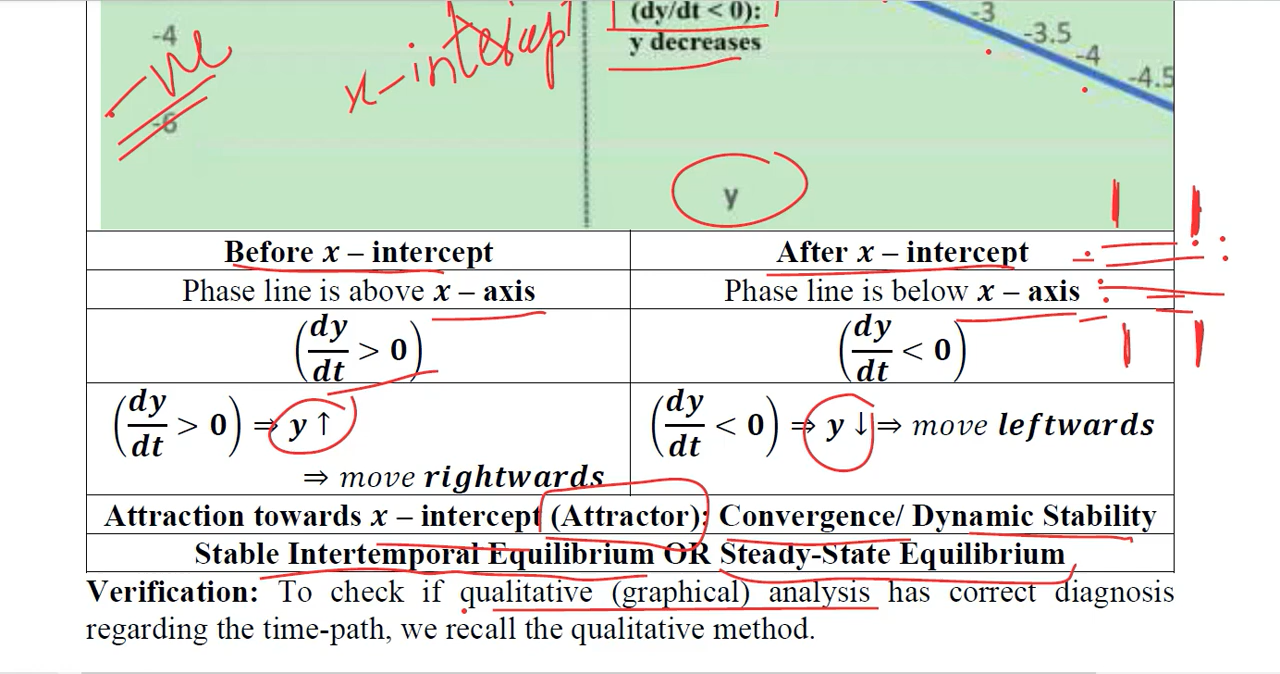 -4
-ve
-6
x-intercept
(dy/dt < 0):
y decreases
-3
-3.5
-4
-4.5
y
Before x – intercept
After x – intercept
Phase line is above x – axis
Phase line is below x – axis
(dy/dt > 0)
(dy/dt < 0)
(dy/dt > 0) ⇒ y ↑
⇒ move rightwards
(dy/dt < 0) ⇒ y ↓ ⇒ move leftwards
Attraction towards x – intercept (Attractor): Convergence/ Dynamic Stability
Stable Intertemporal Equilibrium OR Steady-State Equilibrium
Verification: To check if qualitative (graphical) analysis has correct diagnosis
regarding the time-path, we recall the qualitative method.